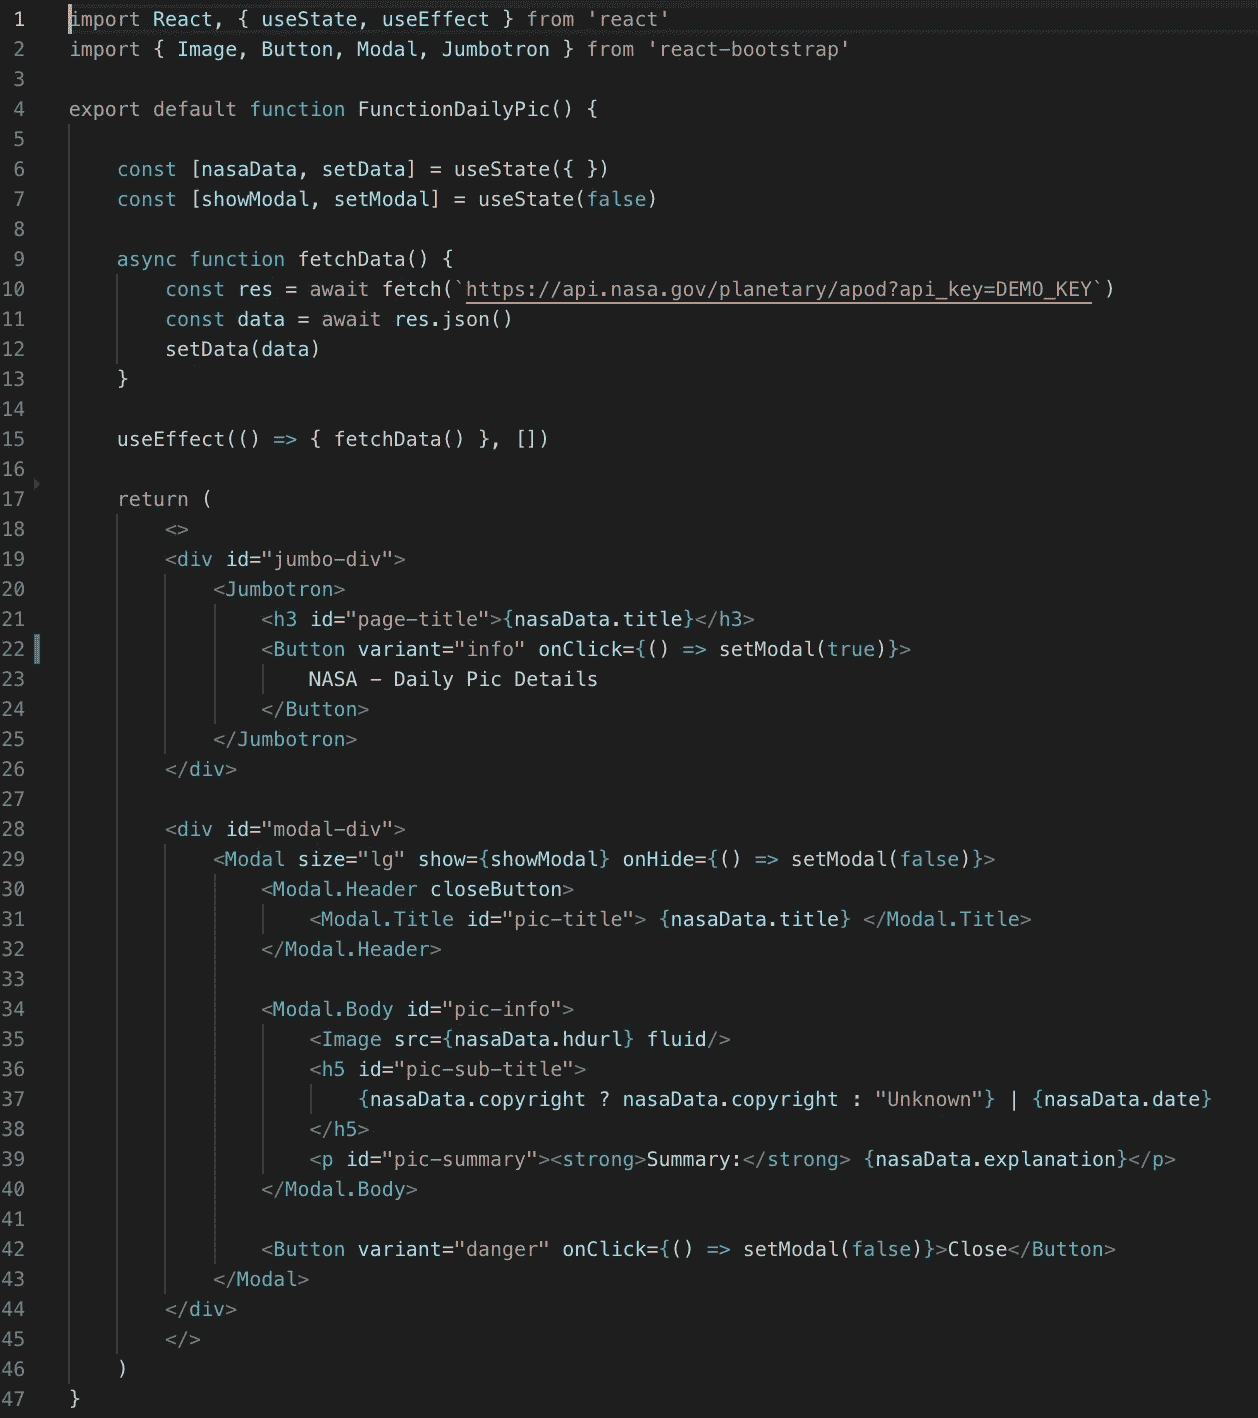 1 import React, { useState, useEffect } from 'react'
2 import { Image, Button, Modal, Jumbotron } from 'react-bootstrap'
3
4 export default function FunctionDailyPic() {
5
6     const [nasaData, setData] = useState({ })
7     const [showModal, setModal] = useState(false)
8
9     async function fetchData() {
10         const res = await fetch(`https://api.nasa.gov/planetary/apod?api_key=DEMO_KEY`)
11         const data = await res.json()
12         setData(data)
13     }
14
15     useEffect(() => { fetchData() }, [])
16
17     return (
18         <>
19         <div id="jumbo-div">
20             <Jumbotron>
21                 <h3 id="page-title">{nasaData.title}</h3>
22                 <Button variant="info" onClick={() => setModal(true)}>
23                     NASA - Daily Pic Details
24                 </Button>
25             </Jumbotron>
26         </div>
27
28         <div id="modal-div">
29             <Modal size="lg" show={showModal} onHide={() => setModal(false)}>
30                 <Modal.Header closeButton>
31                     <Modal.Title id="pic-title"> {nasaData.title} </Modal.Title>
32                 </Modal.Header>
33
34                 <Modal.Body id="pic-info">
35                     <Image src={nasaData.hdurl} fluid/>
36                     <h5 id="pic-sub-title">
37                         {nasaData.copyright ? nasaData.copyright : "Unknown"} | {nasaData.date}
38                     </h5>
39                     <p id="pic-summary"><strong>Summary:</strong> {nasaData.explanation}</p>
40                 </Modal.Body>
41
42                 <Button variant="danger" onClick={() => setModal(false)}>Close</Button>
43             </Modal>
44         </div>
45         </>
46     )
47 }